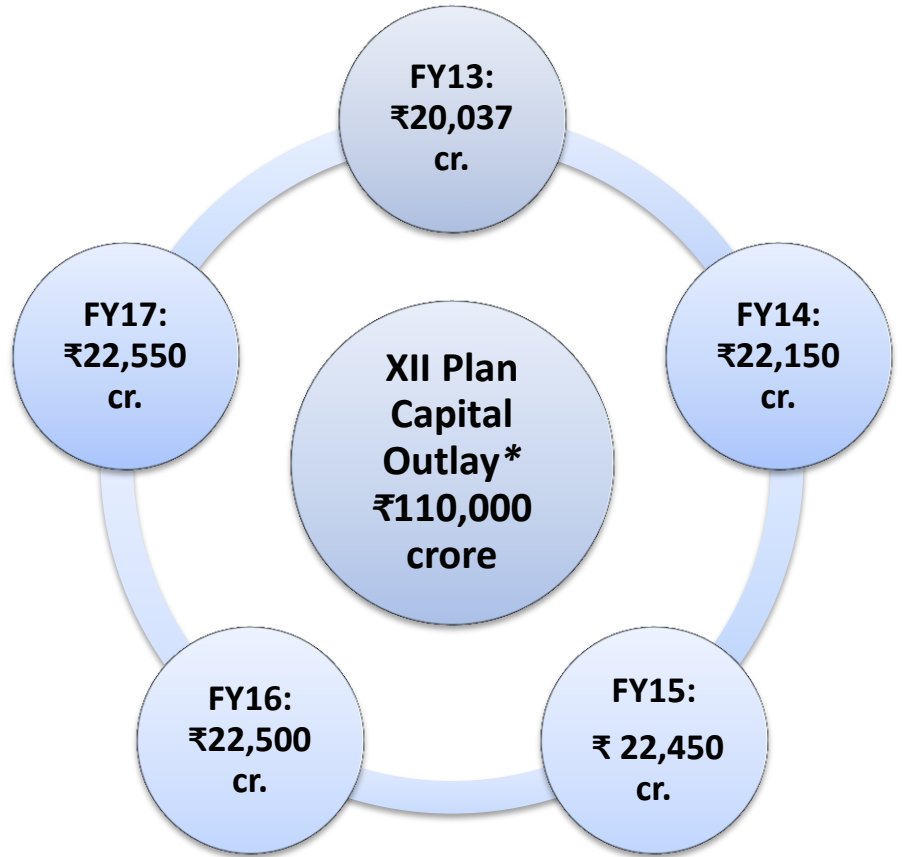 FY13:
₹20,037
cr.
FY14:
₹22,150
cr.
FY15:
₹ 22,450
cr.
FY16:
₹22,500
cr.
FY17:
₹22,550
cr.
XII Plan
Capital
Outlay*
₹110,000
crore